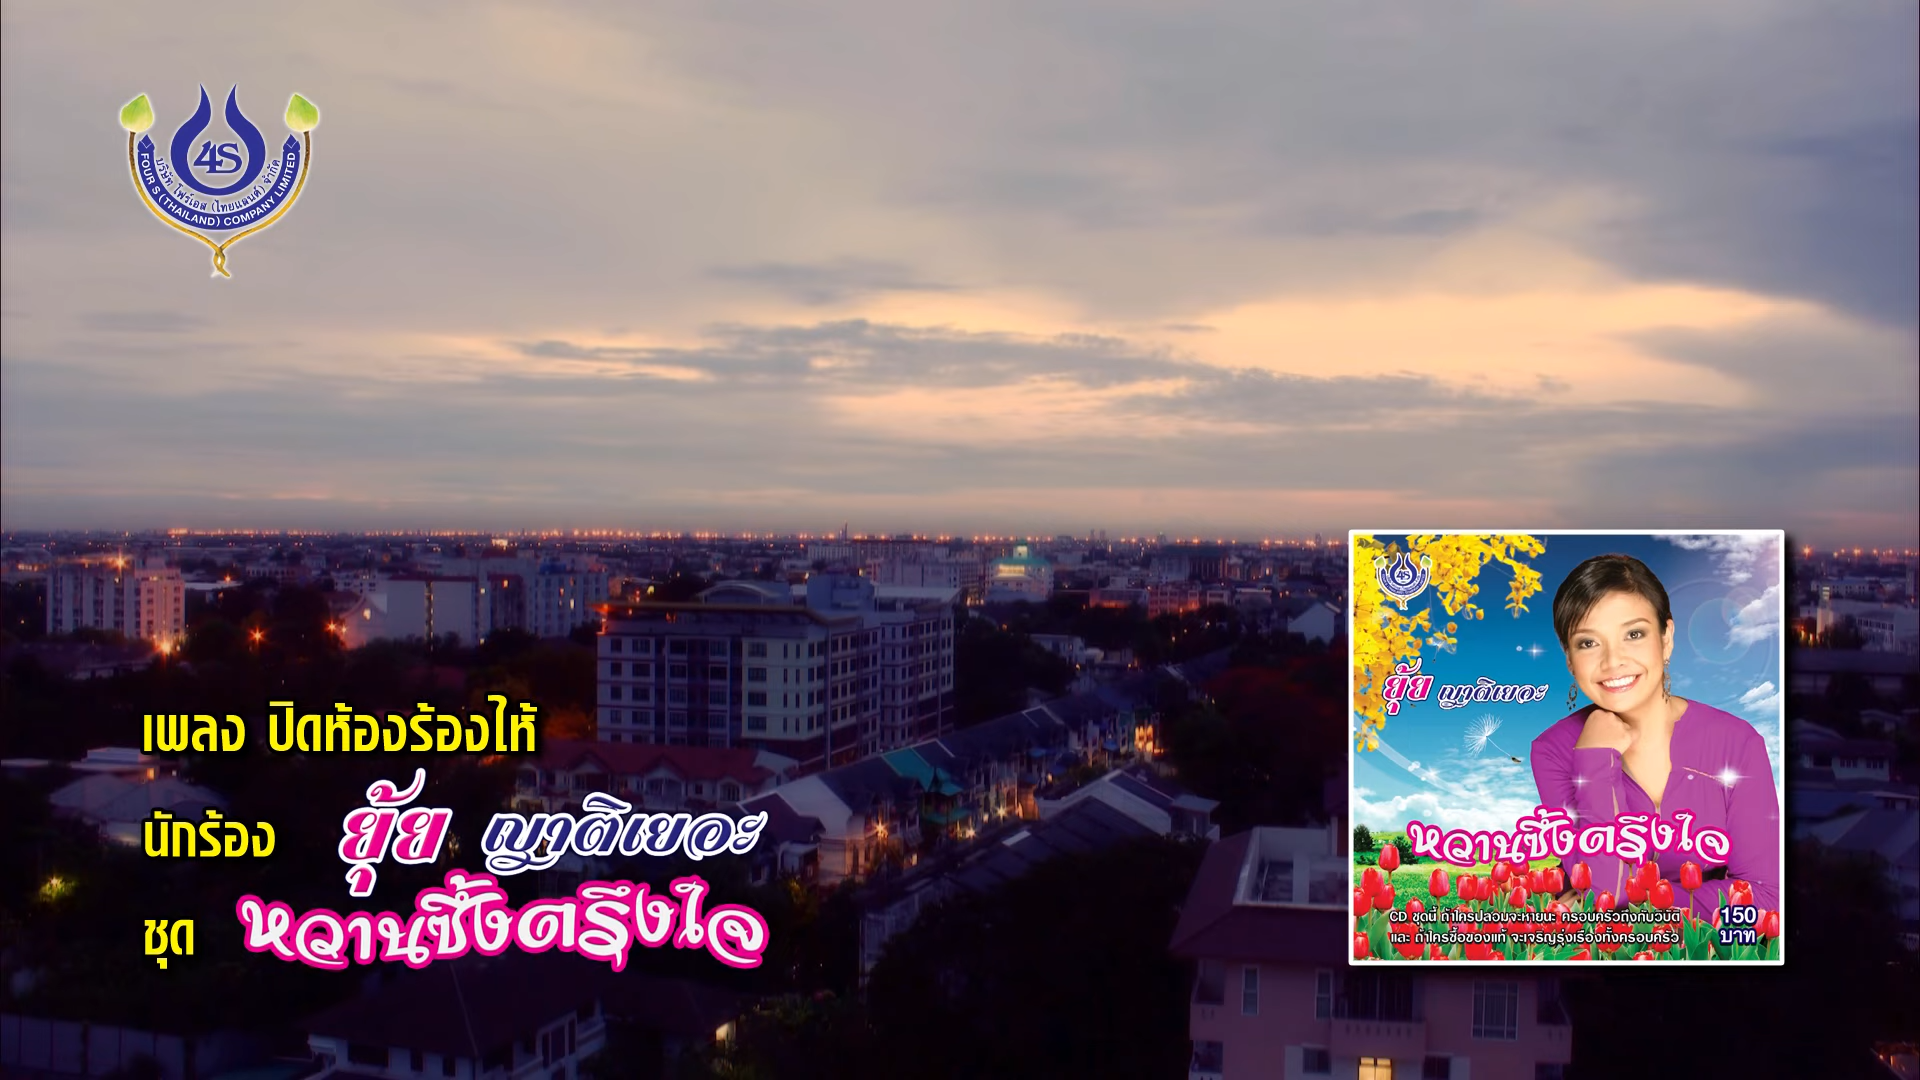 4S
บริษัท โฟร์เอส (ไทยแลนด์) จำกัด
FOUR S (THAILAND) COMPANY LIMITED
เพลง ปิดห้องร้องไห้
นักร้อง ยุ้ย ญาติเยอะ
ชุด หวานซึ้งตรึงใจ
4S
ยุ้ย ญาติเยอะ
หวานซึ้งตรึงใจ
CD ชุดนี้ ถ้าใครปลอมจะหายนะ ครอบครัวถึงกับวิบัติ
และ ถ้าใครซื้อของแท้ จะเจริญรุ่งเรืองทั้งครอบครัว
150
บาท